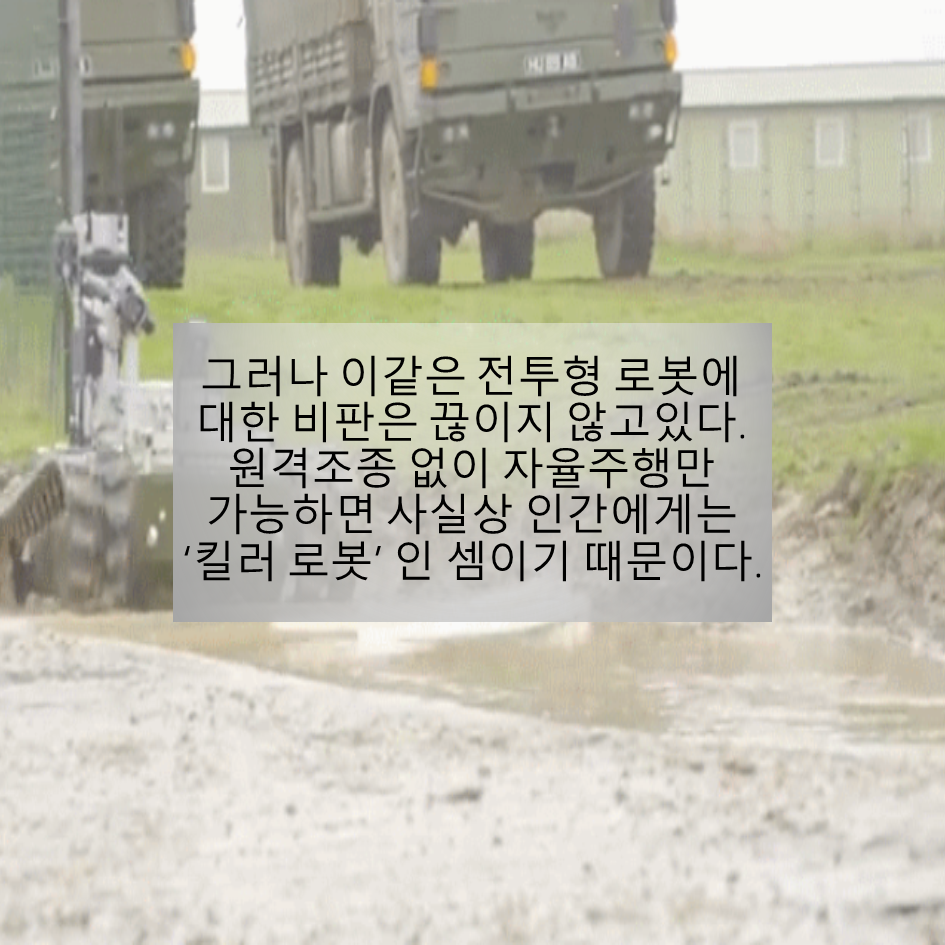 그러나 이같은 전투형 로봇에
대한 비판은 끊이지 않고있다.
원격조종 없이 자율주행만
가능하면 사실상 인간에게는
‘킬러 로봇’ 인 셈이기 때문이다.